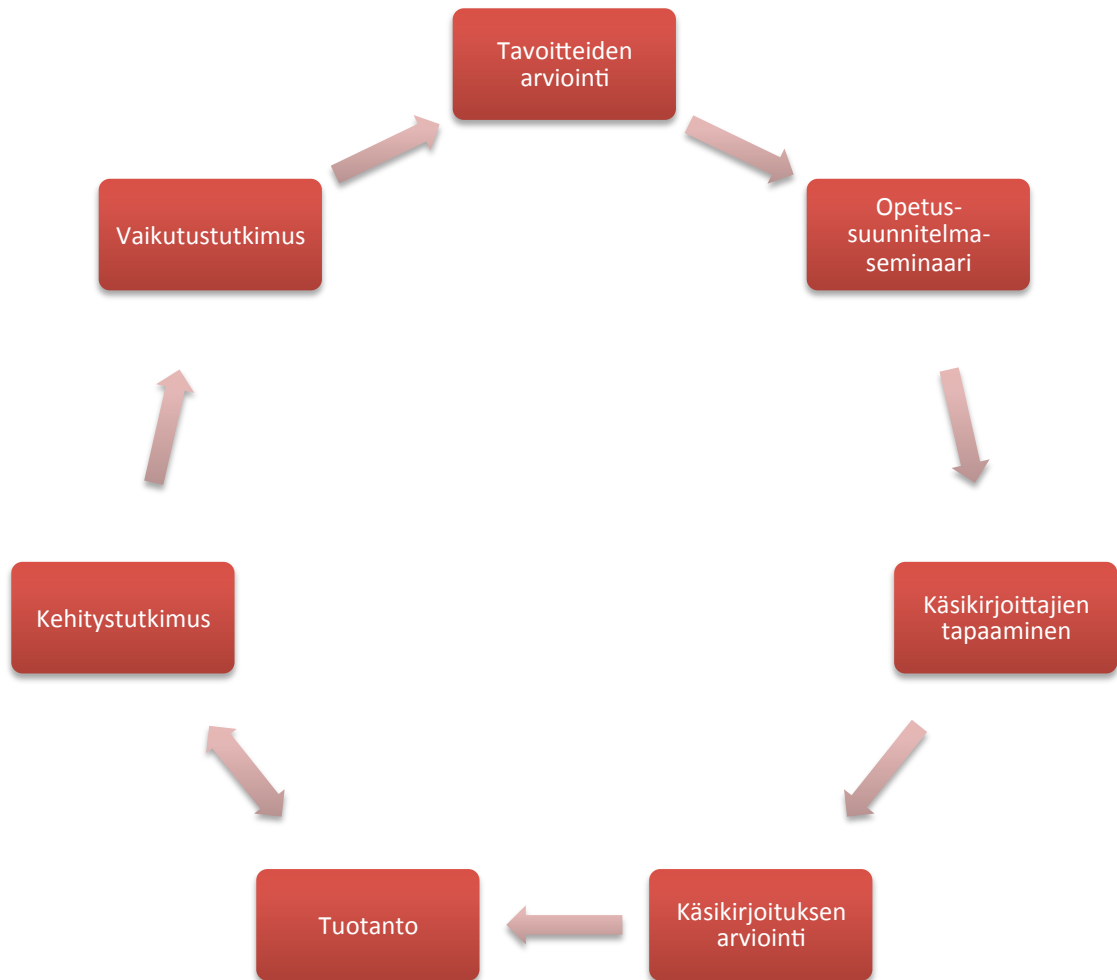 Tavoitteiden
arviointi
Opetus-
suunnitelma-
seminaari
Käsikirjoittajien
tapaaminen
Käsikirjoituksen
arviointi
Tuotanto
Kehitystutkimus
Vaikutustutkimus